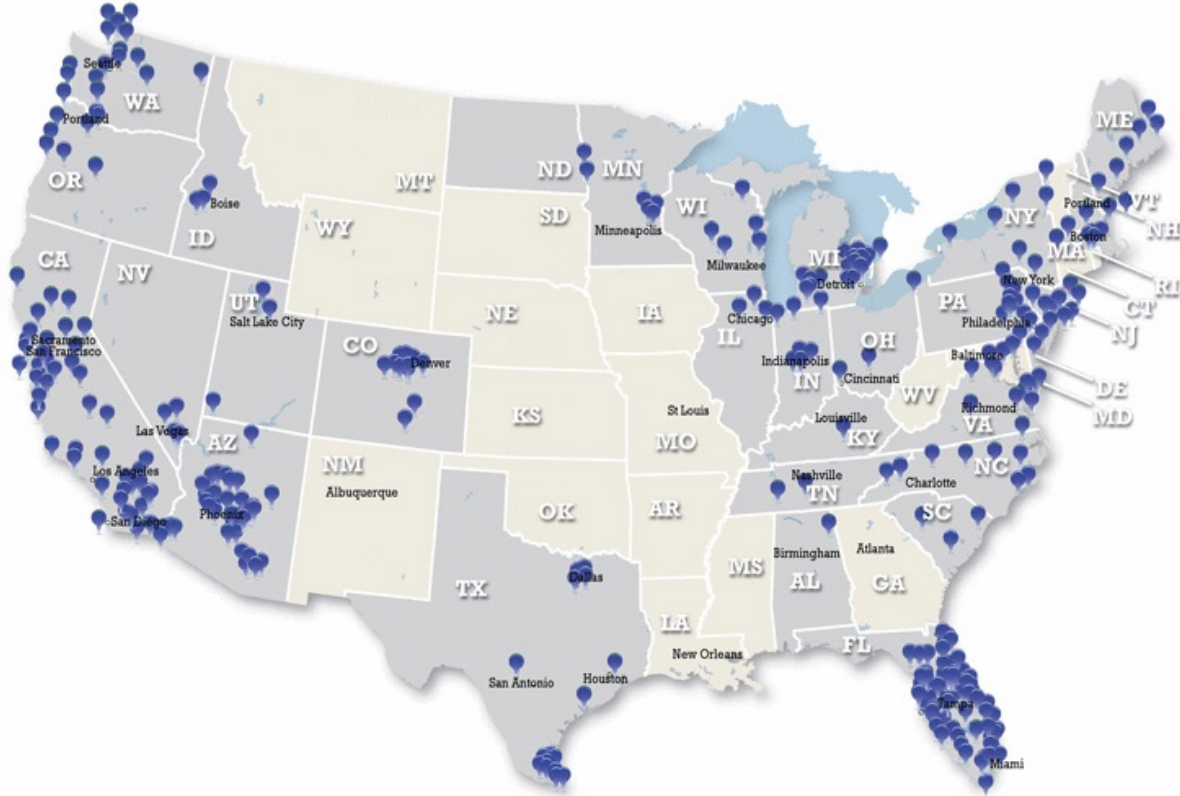 Seattle
WA
Portland
OR
Boise
ID
MT
ND
MN
Minneapolis
WI
Milwaukee
MI
Detroit
ME
VT
Portland
NH
NY
Boston
MA
RI
CT
New York
NJ
PA
Philadelphia
Baltimore
DE
MD
WY
SD
CA
NV
UT
Salt Lake City
Sacramento
San Francisco
CO
Denver
NE
IA
IL
Chicago
Indianapolis
IN
OH
Cincinnati
WV
Richmond
VA
Louisville
KY
KS
St Louis
MO
Las Vegas
AZ
Los Angeles
San Diego
Phoenix
NM
Albuquerque
OK
AR
Nashville
TN
NC
Charlotte
SC
Birmingham
AL
Atlanta
GA
MS
TX
Dallas
LA
New Orleans
San Antonio
Houston
FL
Tampa
Miami